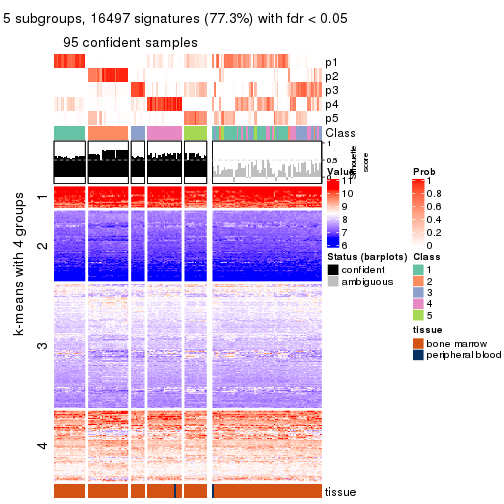 5 subgroups, 16497 signatures (77.3%) with fdr < 0.05
95 confident samples
p1
p2
p3
p4
p5
Class
1
0.5
0
Silhouette
score
k-means with 4 groups
1
2
3
4
Value
11
10
9
8
7
6
Prob
1
0.8
0.6
0.4
0.2
0
Status (barplots)
confident
ambiguous
Class
1
2
3
4
5
tissue
bone marrow
peripheral blood
tissue